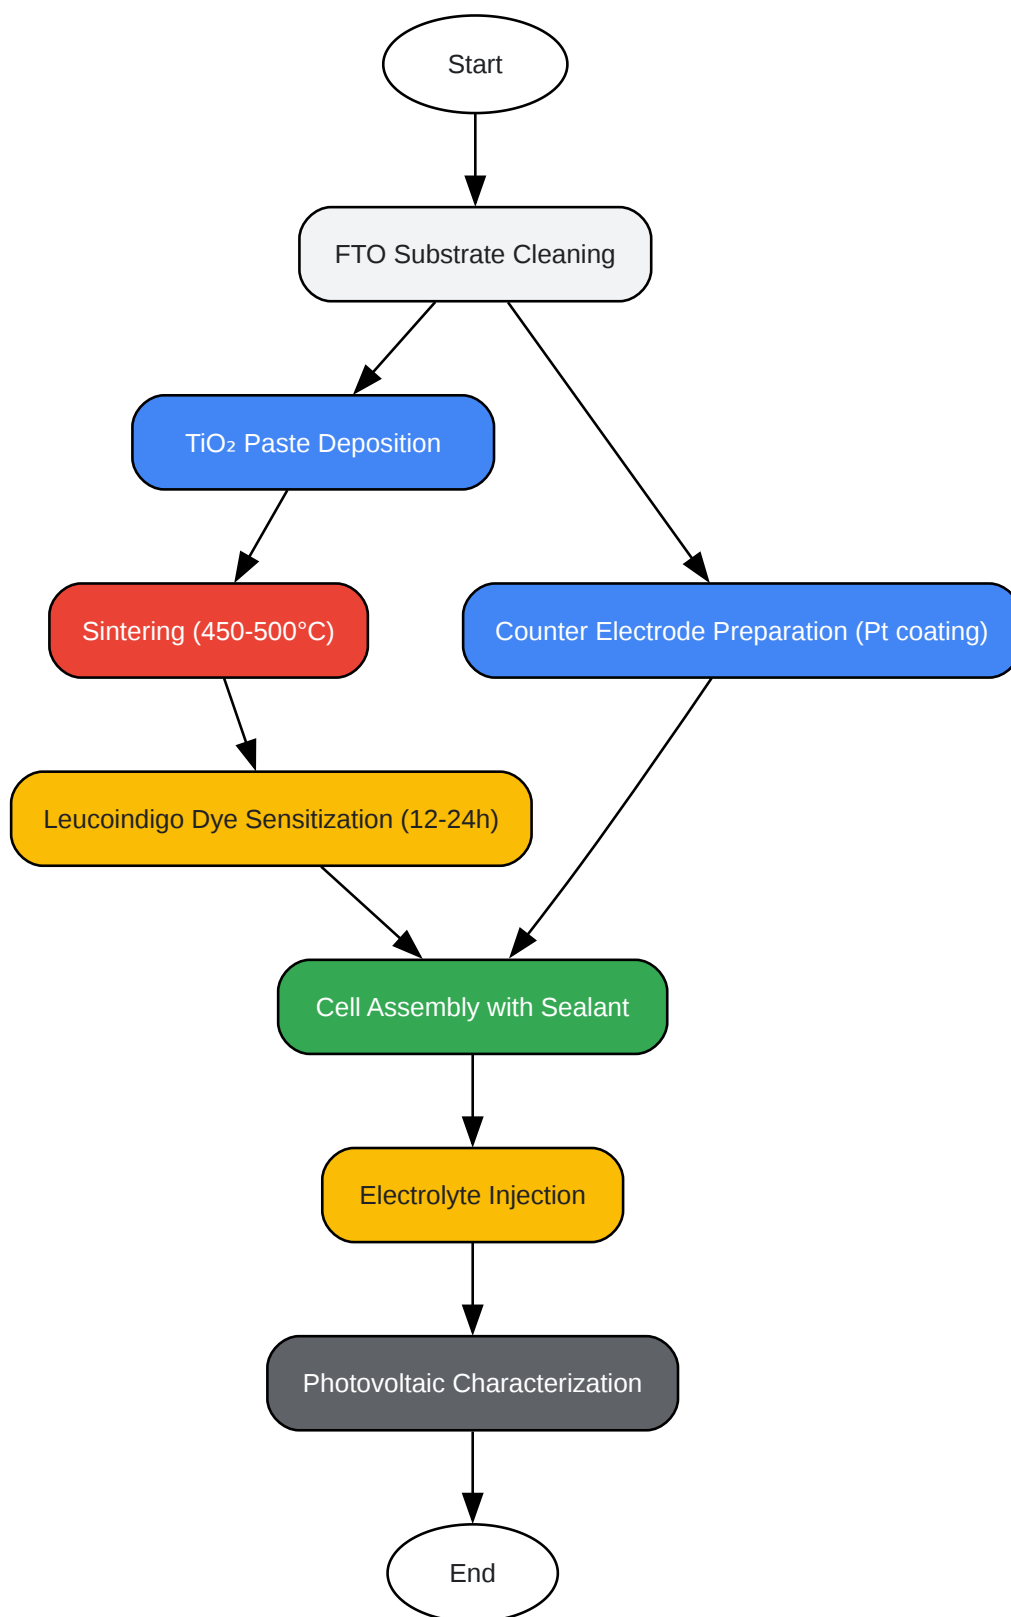 Start
FTO Substrate Cleaning
TiO₂ Paste Deposition
Sintering (450-500°C)
Counter Electrode Preparation (Pt coating)
Leucoindigo Dye Sensitization (12-24h)
Cell Assembly with Sealant
Electrolyte Injection
Photovoltaic Characterization
End